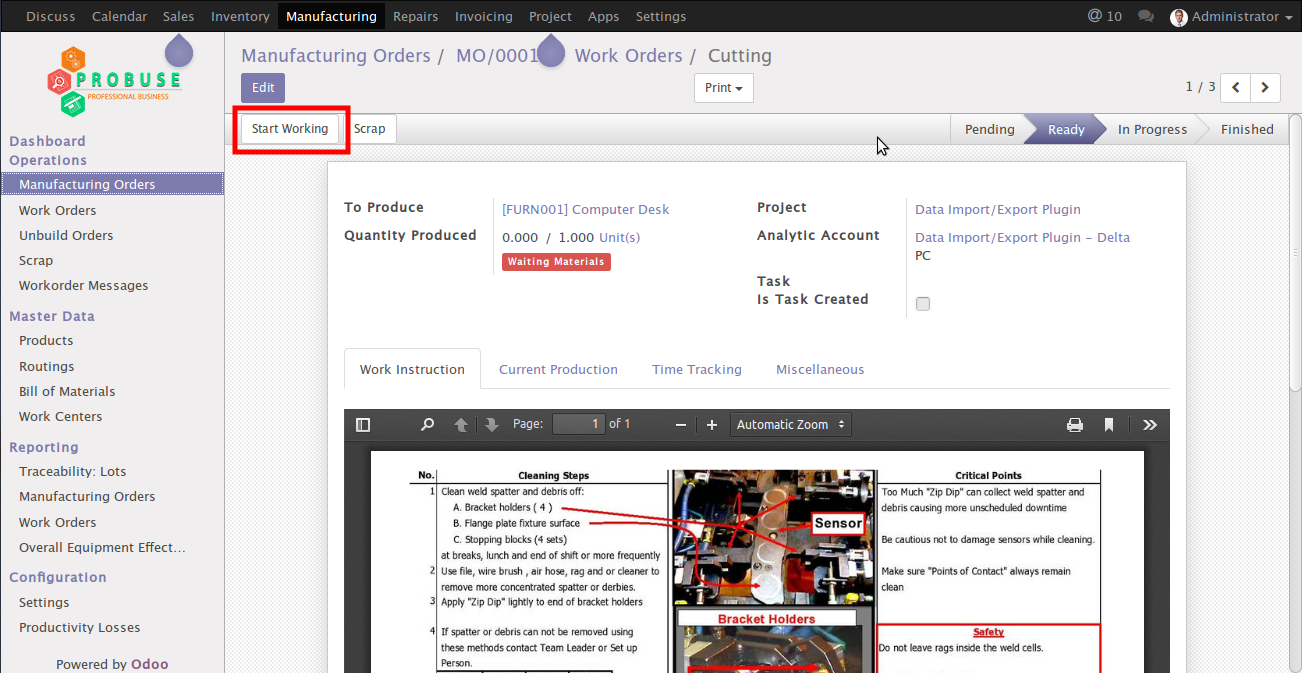 Discuss Calendar Sales Inventory Manufacturing Repairs Invoicing Project Apps Settings @ 10 Administrator
PROBUSE
PROFESSIONAL BUSINESS
Manufacturing Orders / MO/0001 Work Orders / Cutting
Edit Print 1 / 3
Start Working Scrap Pending Ready In Progress Finished
Dashboard
Operations
Manufacturing Orders
Work Orders
Unbuild Orders
Scrap
Workorder Messages
Master Data
Products
Routings
Bill of Materials
Work Centers
Reporting
Traceability: Lots
Manufacturing Orders
Work Orders
Overall Equipment Effect...
Configuration
Settings
Productivity Losses
Powered by Odoo
To Produce [FURN001] Computer Desk
Quantity Produced 0.000 / 1.000 Unit(s)
Waiting Materials
Project Data Import/Export Plugin
Analytic Account Data Import/Export Plugin - Delta
PC
Task
Is Task Created
Work Instruction Current Production Time Tracking Miscellaneous
Page: 1 of 1 Automatic Zoom
No. Cleaning Steps Critical Points
1 Clean weld spatter and debris off:
A. Bracket holders ( 4 )
B. Flange plate fixture surface
C. Stopping blocks (4 sets)
at breaks, lunch and end of shift or more frequently
2 Use file, wire brush , air hose, rag and or cleaner to
remove more concentrated spatter or derbies.
3 Apply "Zip Dip" lightly to end of bracket holders
4 If spatter or debris can not be removed using
these methods contact Team Leader or Set up
Person.
Sensor
Bracket Holders
Too Much "Zip Dip" can collect weld spatter and
debris causing more unscheduled downtime
Be cautious not to damage sensors while cleaning.
Make sure "Points of Contact" always remain
clean
Safety
Do not leave rags inside the weld cells.